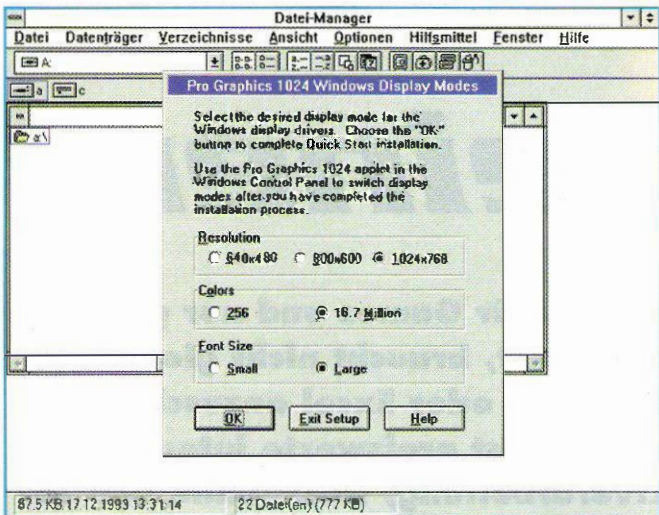 Datei-Manager
Datei Datenträger Verzeichnisse Ansicht Optionen Hilfsmittel Fenster Hilfe
A:
a c
Pro Graphics 1024 Windows Display Modes
a:\
Select the desired display mode for the
Windows display drivers. Choose the "OK"
button to complete Quick Start installation.
Use the Pro Graphics 1024 applet in the
Windows Control Panel to switch display
modes after you have completed the
installation process.
Resolution
640x480 800x600 1024x768
Colors
256 16.7 Million
Font Size
Small Large
OK Exit Setup Help
87.5 KB 17.12.1993 13:31:14 22 Datei(en) (777 KB)